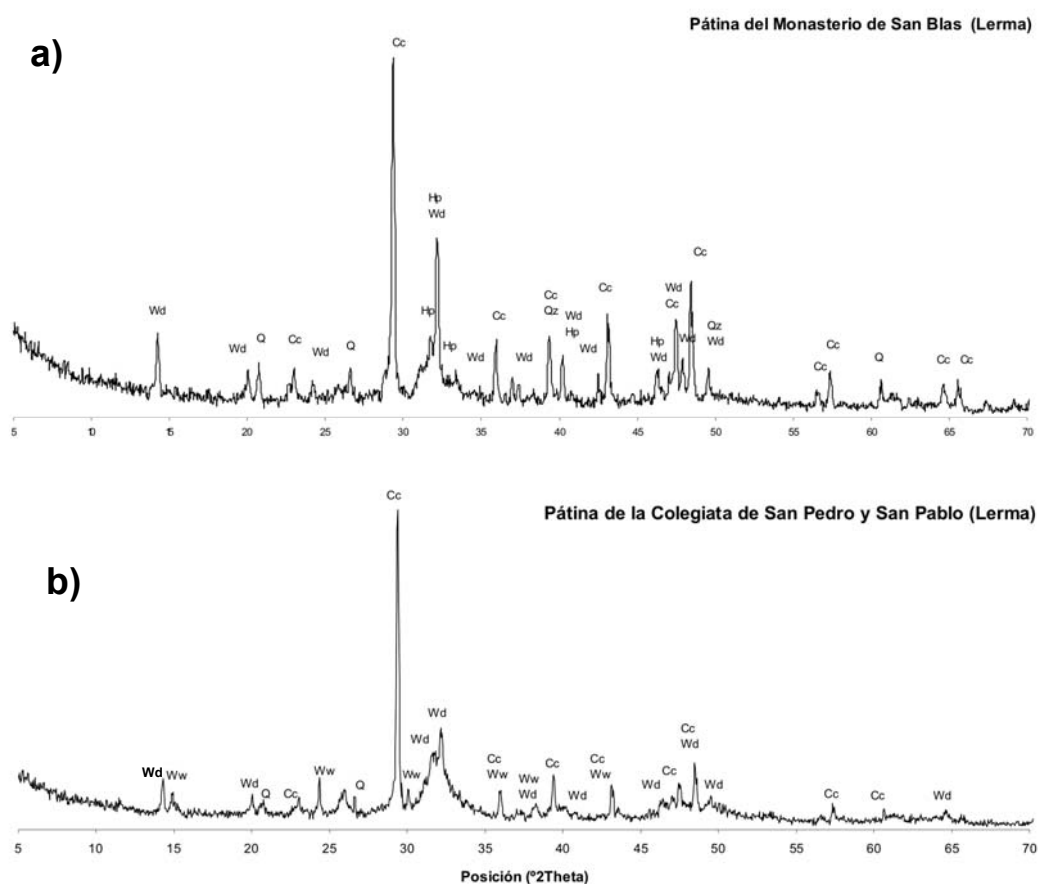 Pátina del Monasterio de San Blas (Lerma)
a)
Cc
Hp
Wd
Wd
Wd
Q
Cc
Wd
Q
Hp
Hp
Wd
Cc
Wd
Cc
Qz
Wd
Hp
Wd
Cc
Hp
Wd
Wd
Cc
Wd
Cc
Qz
Wd
Cc
Cc
Q
Cc
Cc
5 10 15 20 25 30 35 40 45 50 55 60 65 70
Pátina de la Colegiata de San Pedro y San Pablo (Lerma)
b)
Cc
Wd
Ww
Wd
Q
Cc
Ww
Q
Ww
Wd
Wd
Cc
Ww
Ww
Wd
Cc
Wd
Cc
Ww
Wd
Cc
Cc
Wd
Wd
Cc
Cc
Wd
5 10 15 20 25 30 35 40 45 50 55 60 65 70
Posición (º2Theta)